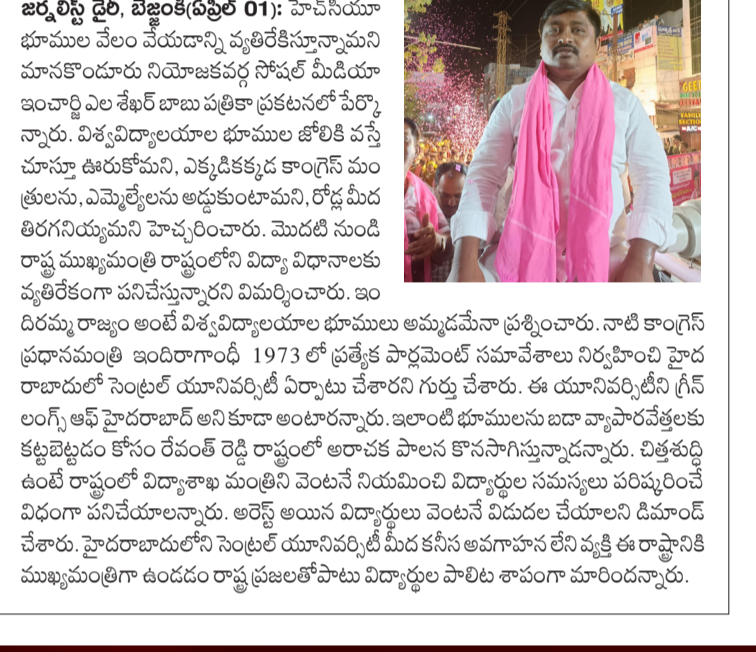 జర్నలిస్ట్ డైరీ, బెజ్జంకి(ఏప్రిల్ 01): హెచ్‌సీయూ
భూముల వేలం వేయడాన్ని వ్యతిరేకిస్తూన్నామని
మానకొండూరు నియోజకవర్గ సోషల్ మీడియా
ఇంచార్జి ఎల శేఖర్ బాబు పత్రికా ప్రకటనలో పేర్కొ
న్నారు. విశ్వవిద్యాలయాల భూముల జోలికి వస్తే
చూస్తూ ఊరుకోమని, ఎక్కడికక్కడ కాంగ్రెస్ మం
త్రులను, ఎమ్మెల్యేలను అడ్డుకుంటామని, రోడ్ల మీద
తిరగనియ్యమని హెచ్చరించారు. మొదటి నుండి
రాష్ట్ర ముఖ్యమంత్రి రాష్ట్రంలోని విద్యా విధానాలకు
వ్యతిరేకంగా పనిచేస్తున్నారని విమర్శించారు. ఇం
దిరమ్మ రాజ్యం అంటే విశ్వవిద్యాలయాల భూములు అమ్మడమేనా ప్రశ్నించారు. నాటి కాంగ్రెస్
ప్రధానమంత్రి ఇందిరాగాంధీ 1973 లో ప్రత్యేక పార్లమెంట్ సమావేశాలు నిర్వహించి హైద
రాబాదులో సెంట్రల్ యూనివర్సిటీ ఏర్పాటు చేశారని గుర్తు చేశారు. ఈ యూనివర్సిటీని గ్రీన్
లంగ్స్ ఆఫ్ హైదరాబాద్ అని కూడా అంటారన్నారు. ఇలాంటి భూములను బడా వ్యాపారవేత్తలకు
కట్టబెట్టడం కోసం రేవంత్ రెడ్డి రాష్ట్రంలో అరాచక పాలన కొనసాగిస్తున్నాడన్నారు. చిత్తశుద్ధి
ఉంటే రాష్ట్రంలో విద్యాశాఖ మంత్రిని వెంటనే నియమించి విద్యార్థుల సమస్యలు పరిష్కరించే
విధంగా పనిచేయాలన్నారు. అరెస్ట్ అయిన విద్యార్థులు వెంటనే విడుదల చేయాలని డిమాండ్
చేశారు. హైదరాబాదులోని సెంట్రల్ యూనివర్సిటీ మీద కనీస అవగాహన లేని వ్యక్తి ఈ రాష్ట్రానికి
ముఖ్యమంత్రిగా ఉండడం రాష్ట్ర ప్రజలతోపాటు విద్యార్థుల పాలిట శాపంగా మారిందన్నారు.